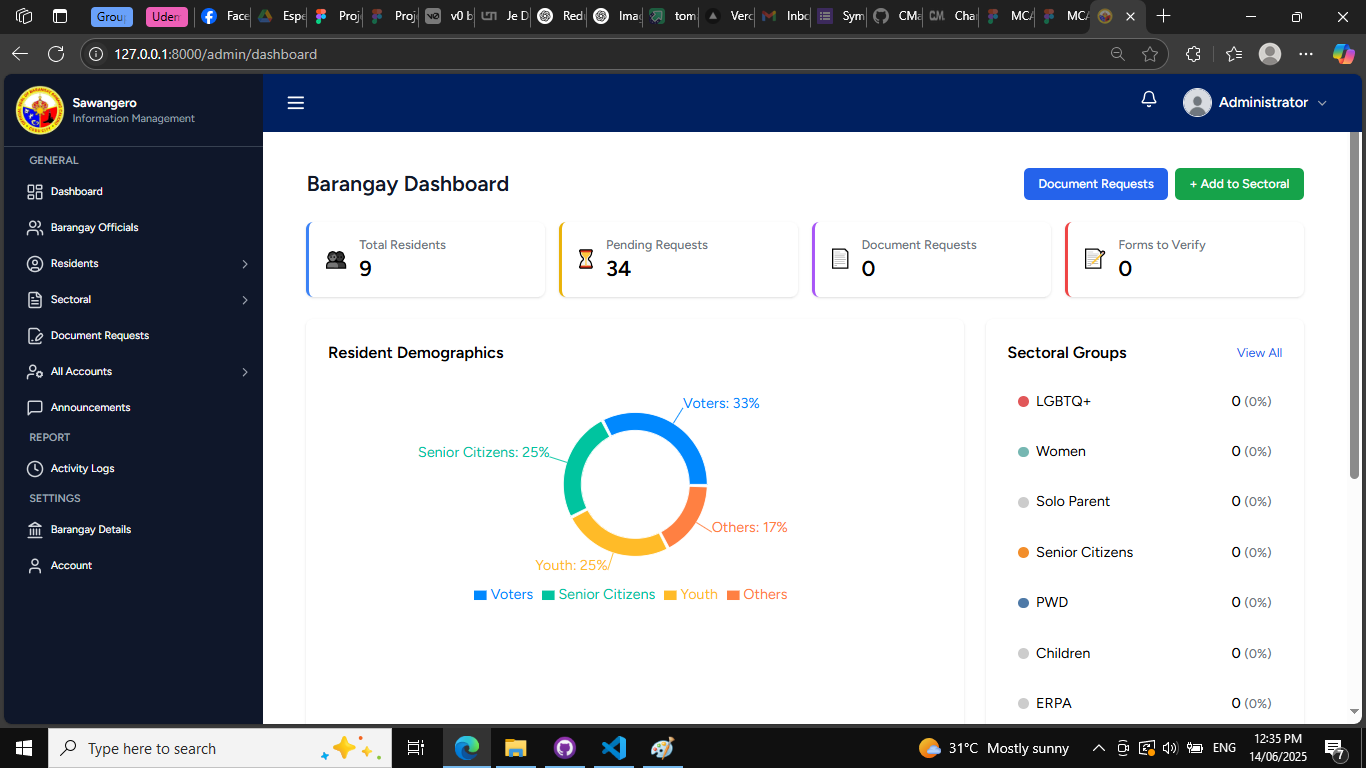 Group
Uden
Face
Espe
Proj
Proj
v0 b
Je D
Red
Imag
tom
Verc
Inbo
Sym
CMa
Cha
MCA
MCA
127.0.0.1:8000/admin/dashboard
Sawangero
Information Management
Administrator
GENERAL
Dashboard
Barangay Officials
Residents
Sectoral
Document Requests
All Accounts
Announcements
REPORT
Activity Logs
SETTINGS
Barangay Details
Account
Barangay Dashboard
Document Requests
+ Add to Sectoral
Total Residents
9
Pending Requests
34
Document Requests
0
Forms to Verify
0
Resident Demographics
Voters: 33%
Senior Citizens: 25%
Others: 17%
Youth: 25%
Voters Senior Citizens Youth Others
Sectoral Groups
View All
LGBTQ+ 0 (0%)
Women 0 (0%)
Solo Parent 0 (0%)
Senior Citizens 0 (0%)
PWD 0 (0%)
Children 0 (0%)
ERPA 0 (0%)
Type here to search
31°C Mostly sunny
ENG
12:35 PM
14/06/2025
7